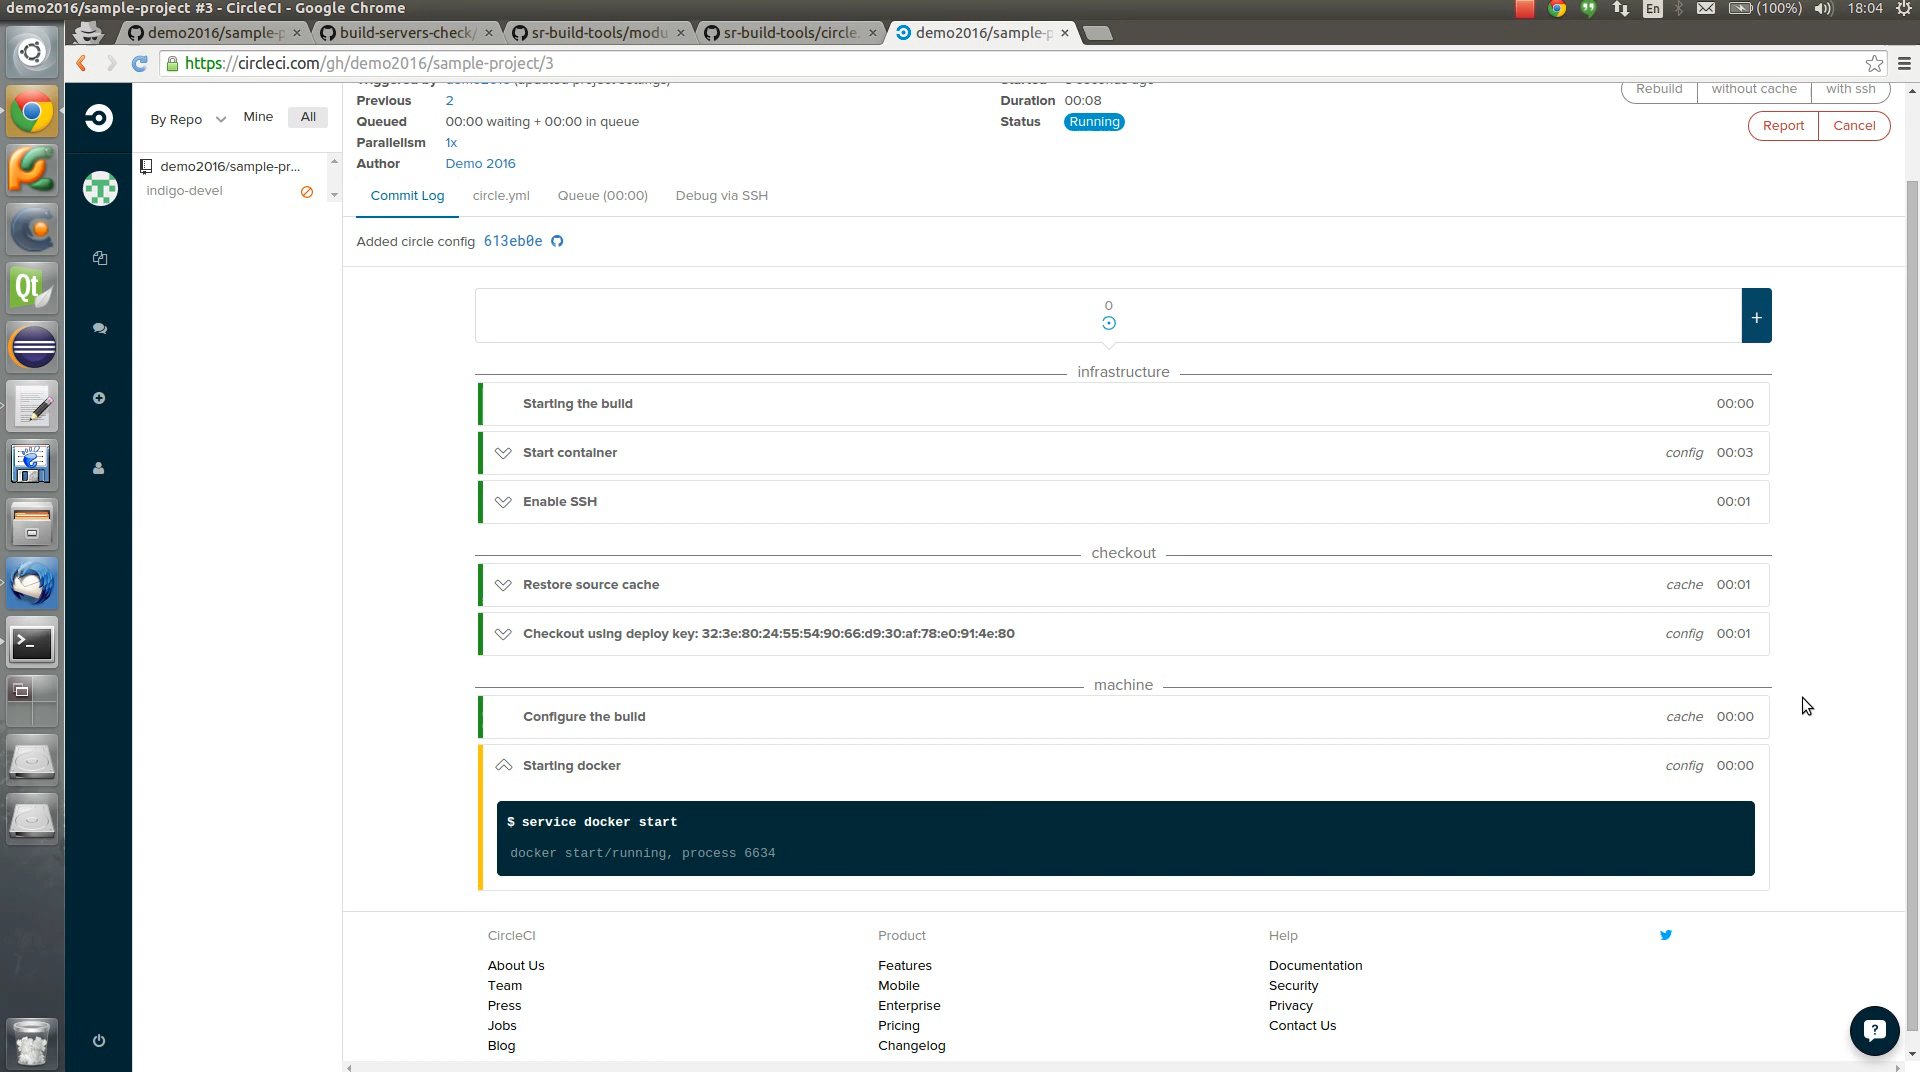 demo2016/sample-project #3 - CircleCI - Google Chrome
En
(100%)
18:04
demo2016/sample-p
build-servers-check/
sr-build-tools/modu
sr-build-tools/circle.
demo2016/sample-p
https://circleci.com/gh/demo2016/sample-project/3
By Repo
Mine
All
demo2016/sample-pr...
indigo-devel
Previous 2
Queued 00:00 waiting + 00:00 in queue
Parallelism 1x
Author Demo 2016
Duration 00:08
Status Running
Rebuild
without cache
with ssh
Report
Cancel
Commit Log
circle.yml
Queue (00:00)
Debug via SSH
Added circle config 613eb0e
0
+
infrastructure
Starting the build 00:00
Start container config 00:03
Enable SSH 00:01
checkout
Restore source cache cache 00:01
Checkout using deploy key: 32:3e:80:24:55:54:90:66:d9:30:af:78:e0:91:4e:80 config 00:01
machine
Configure the build cache 00:00
Starting docker config 00:00
$ service docker start
docker start/running, process 6634
CircleCI
About Us
Team
Press
Jobs
Blog
Product
Features
Mobile
Enterprise
Pricing
Changelog
Help
Documentation
Security
Privacy
Contact Us
Qt